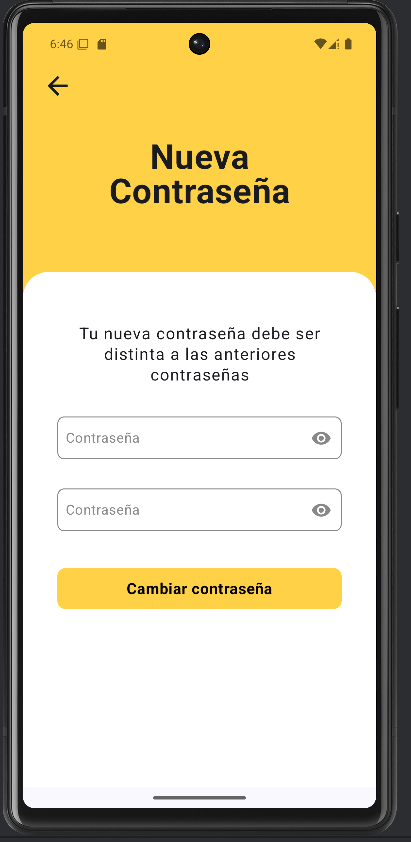 6:46
Nueva
Contraseña
Tu nueva contraseña debe ser
distinta a las anteriores
contraseñas
Contraseña
Contraseña
Cambiar contraseña